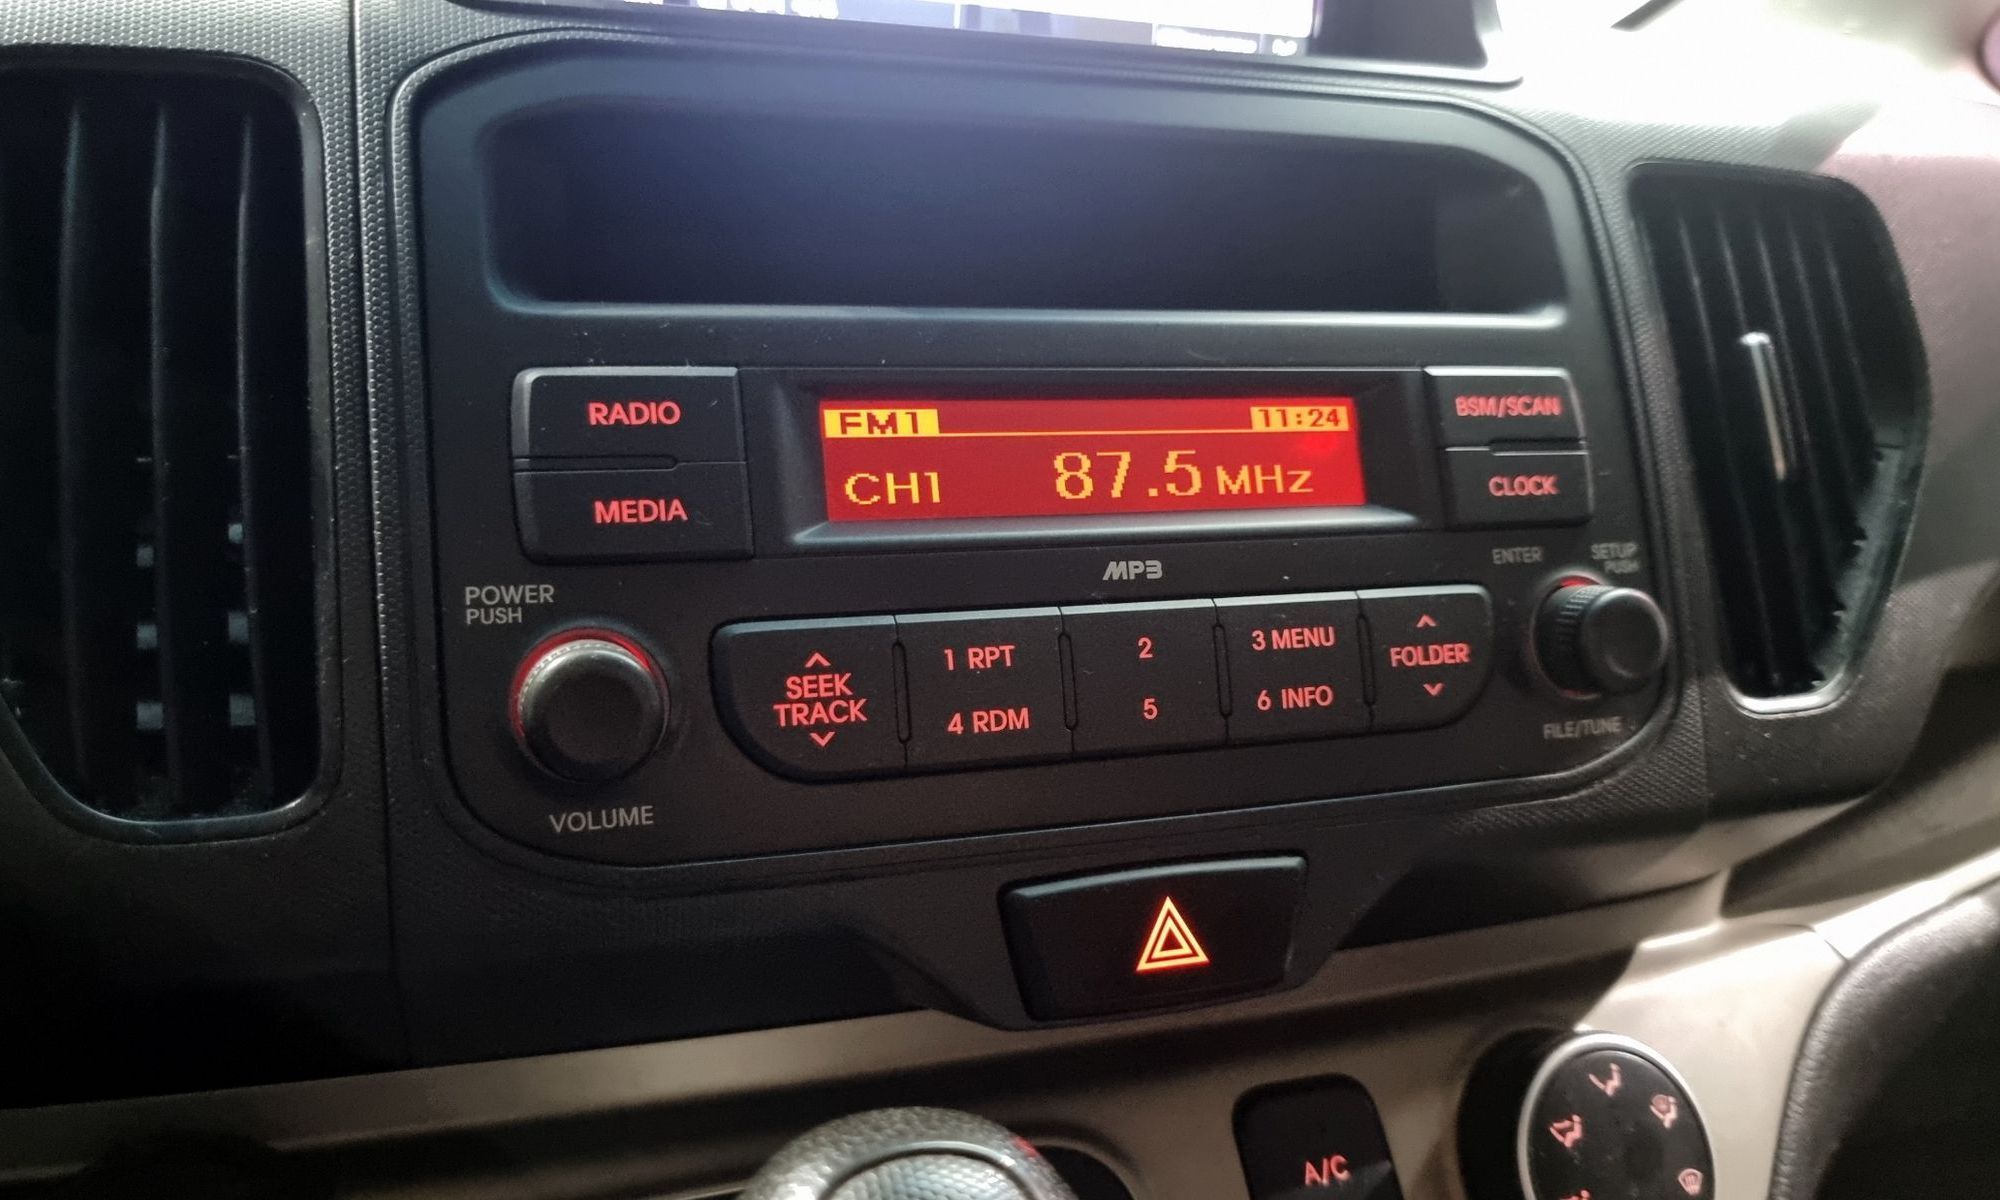 RADIO
MEDIA
FM1
11:24
CH1
87.5 MHz
BSM/SCAN
CLOCK
MP3
POWER
PUSH
VOLUME
SEEK
TRACK
1 RPT
2
3 MENU
4 RDM
5
6 INFO
FOLDER
ENTER
SETUP
PUSH
FILE/TUNE
A/C